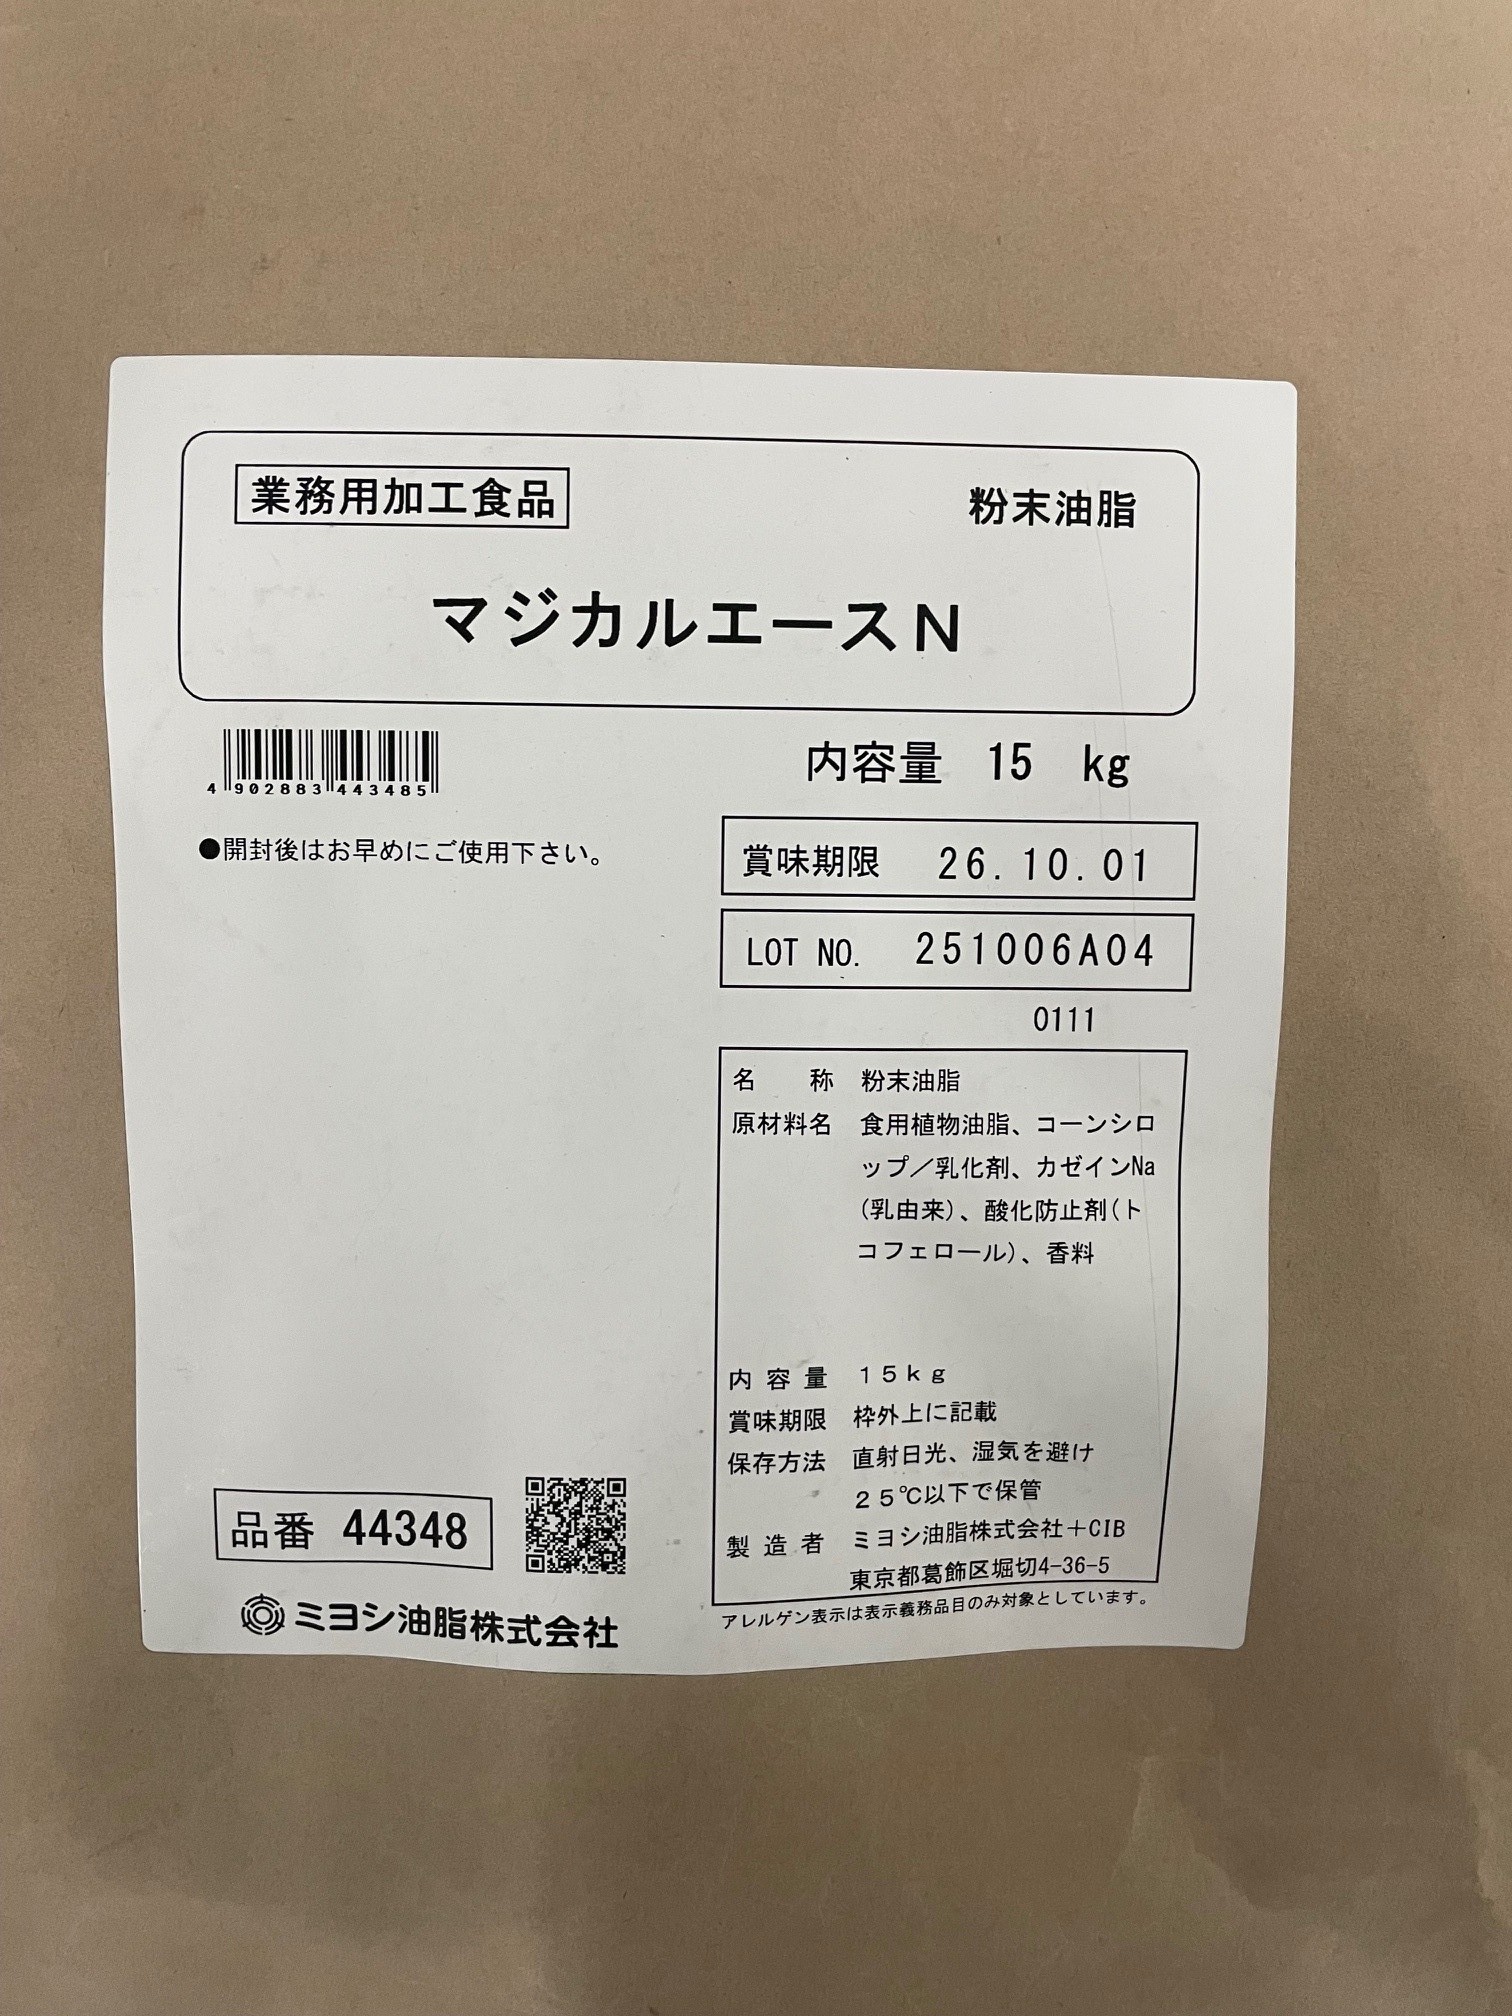 業務用加工食品
粉末油脂
マジカルエースN
4 902883 443485
内容量 15 kg
●開封後はお早めにご使用下さい。
賞味期限 26.10.01
LOT NO. 251006A04
0111
名 称 粉末油脂
原材料名 食用植物油脂、コーンシロ
ップ／乳化剤、カゼインNa
(乳由来)、酸化防止剤(ト
コフェロール)、香料
内容量 15kg
賞味期限 枠外上に記載
保存方法 直射日光、湿気を避け
25℃以下で保管
製造者 ミヨシ油脂株式会社＋CIB
東京都葛飾区堀切4-36-5
アレルゲン表示は表示義務品目のみ対象としています。
品番 44348
ミヨシ油脂株式会社